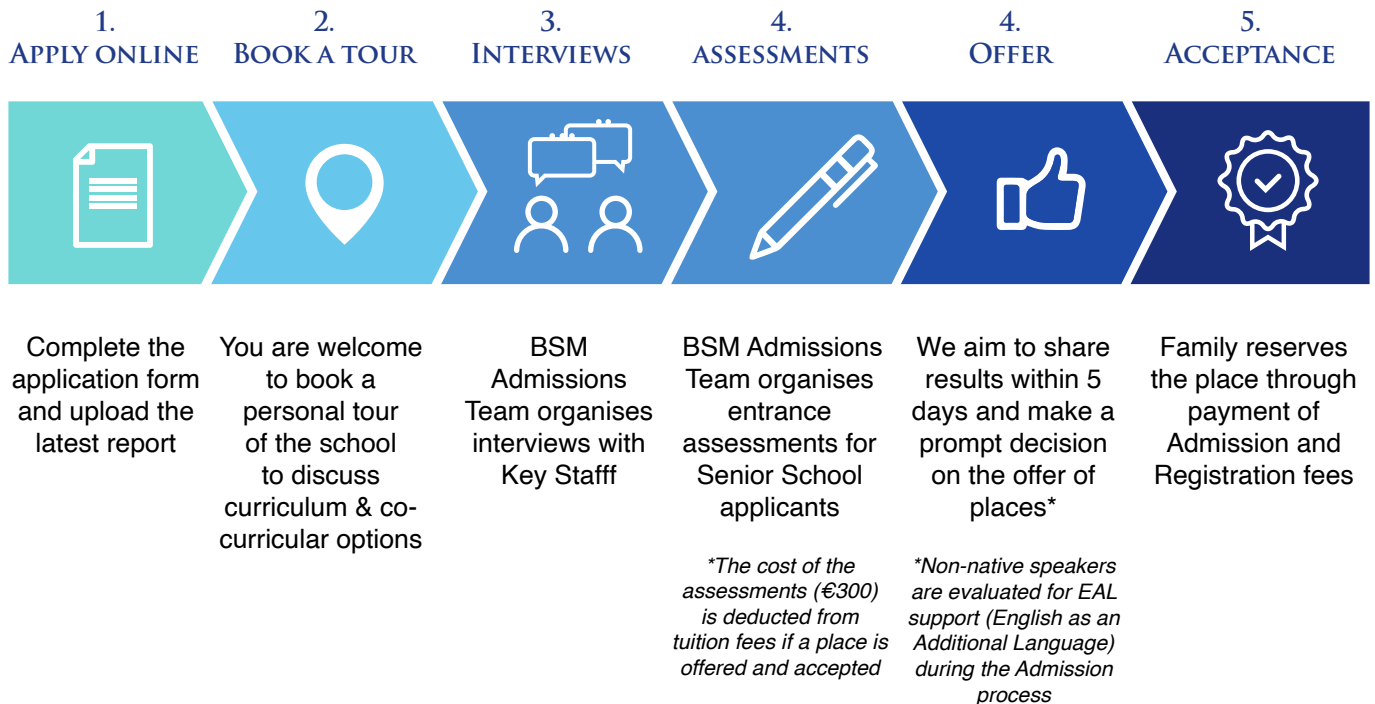 1.
APPLY ONLINE
2.
BOOK A TOUR
3.
INTERVIEWS
4.
ASSESSMENTS
4.
OFFER
5.
ACCEPTANCE
Complete the
application form
and upload the
latest report
You are welcome
to book a
personal tour
of the school
to discuss
curriculum & co-
curricular options
BSM
Admissions
Team organises
interviews with
Key Stafff
BSM Admissions
Team organises
entrance
assessments for
Senior School
applicants
*The cost of the
assessments (€300)
is deducted from
tuition fees if a place is
offered and accepted
We aim to share
results within 5
days and make a
prompt decision
on the offer of
places*
*Non-native speakers
are evaluated for EAL
support (English as an
Additional Language)
during the Admission
process
Family reserves
the place through
payment of
Admission and
Registration fees